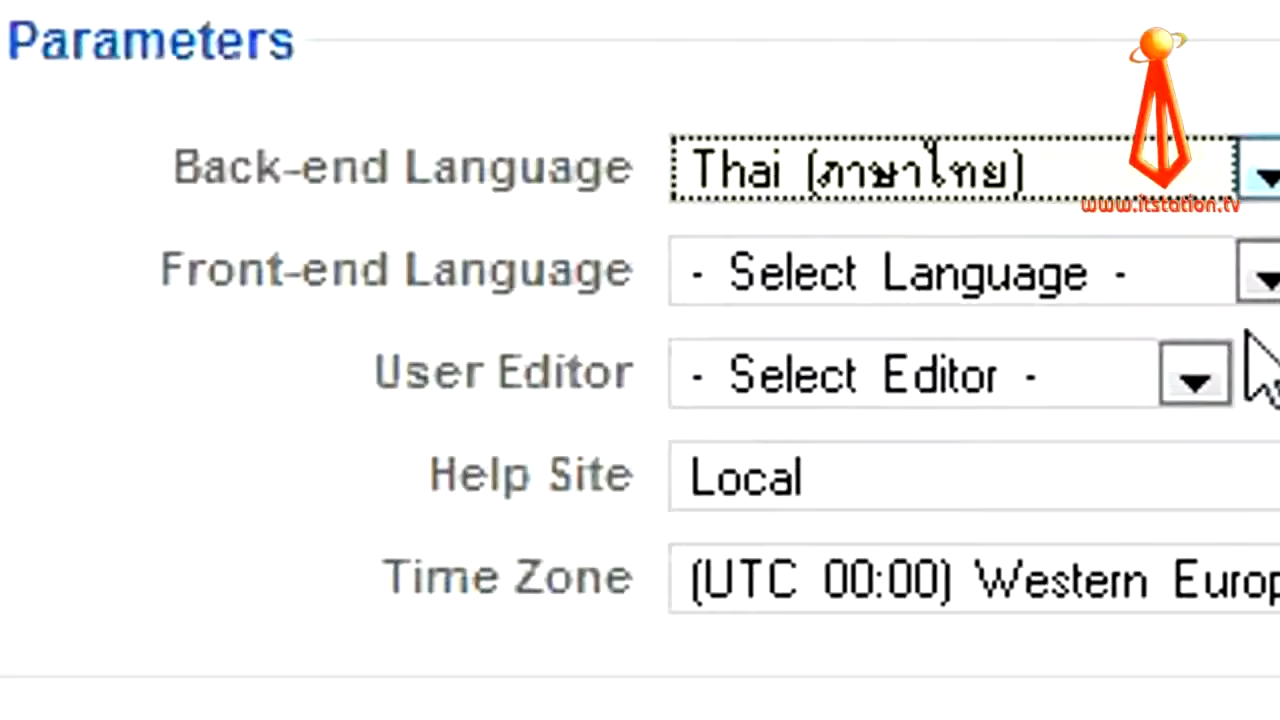 Parameters
Back-end Language Thai (ภาษาไทย)
www.itstation.tv
Front-end Language - Select Language -
User Editor - Select Editor -
Help Site Local
Time Zone (UTC 00:00) Western Europ